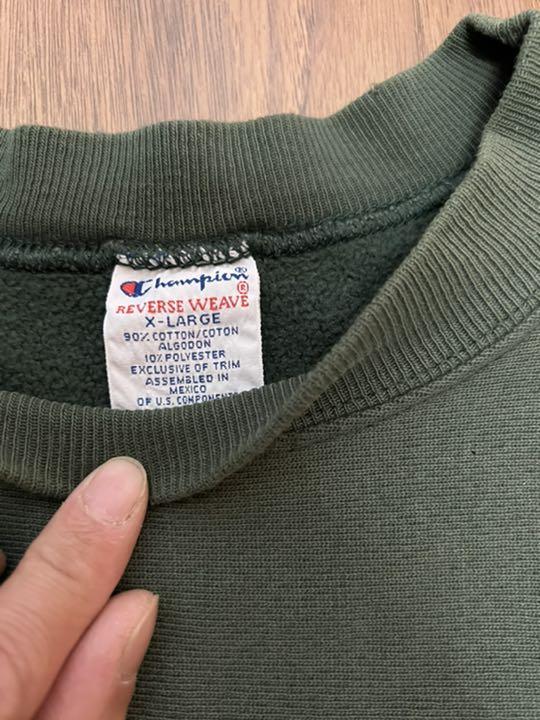 Champion®
REVERSE WEAVE®
X-LARGE
90% COTTON/COTON
ALGODON
10% POLYESTER
EXCLUSIVE OF TRIM
ASSEMBLED IN
MEXICO
OF U.S. COMPONENTS